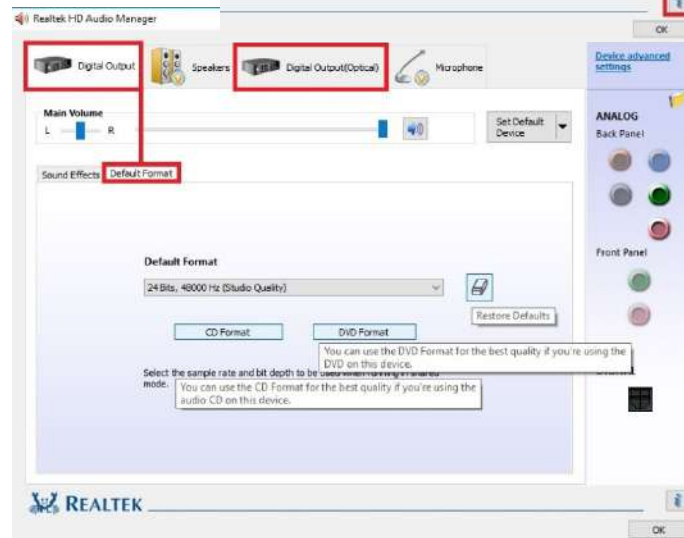 OK
Realtek HD Audio Manager
Digital Output
Speakers
Digital Output(Optical)
Microphone
Device advanced
settings
Main Volume
L
R
Set Default
Device
ANALOG
Back Panel
Sound Effects
Default Format
Front Panel
Default Format
24 Bits, 48000 Hz (Studio Quality)
Restore Defaults
CD Format
DVD Format
You can use the DVD Format for the best quality if you're using the
DVD on this device.
Select the sample rate and bit depth to be used when running in shared
mode.
You can use the CD Format for the best quality if you're using the
audio CD on this device.
REALTEK
i
OK